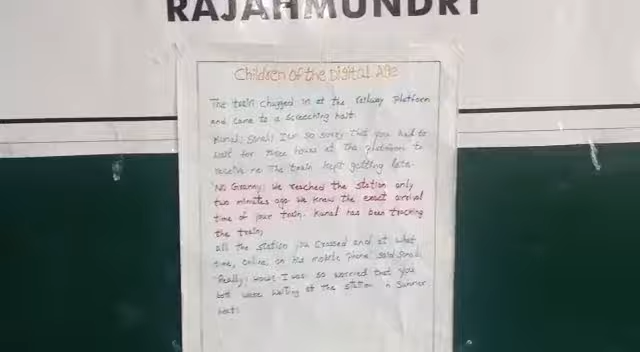 RAJAHMUNDRY
Children of the Digital Age
The train chugged in at the railway platform
and came to a screeching halt.
Kunal, Sonali I am so sorry that you had to
wait for three hours at the platform to
receive me The train kept getting late.
"No Granny, We reached the station only
two minutes ago. We knew the exact arrival
time of your train. Kunal has been tracking
the train,
all the station you crossed and at what
time, online, on his mobile phone said
Really, I was so worried that you
both were waiting at the station in Summer
heat!